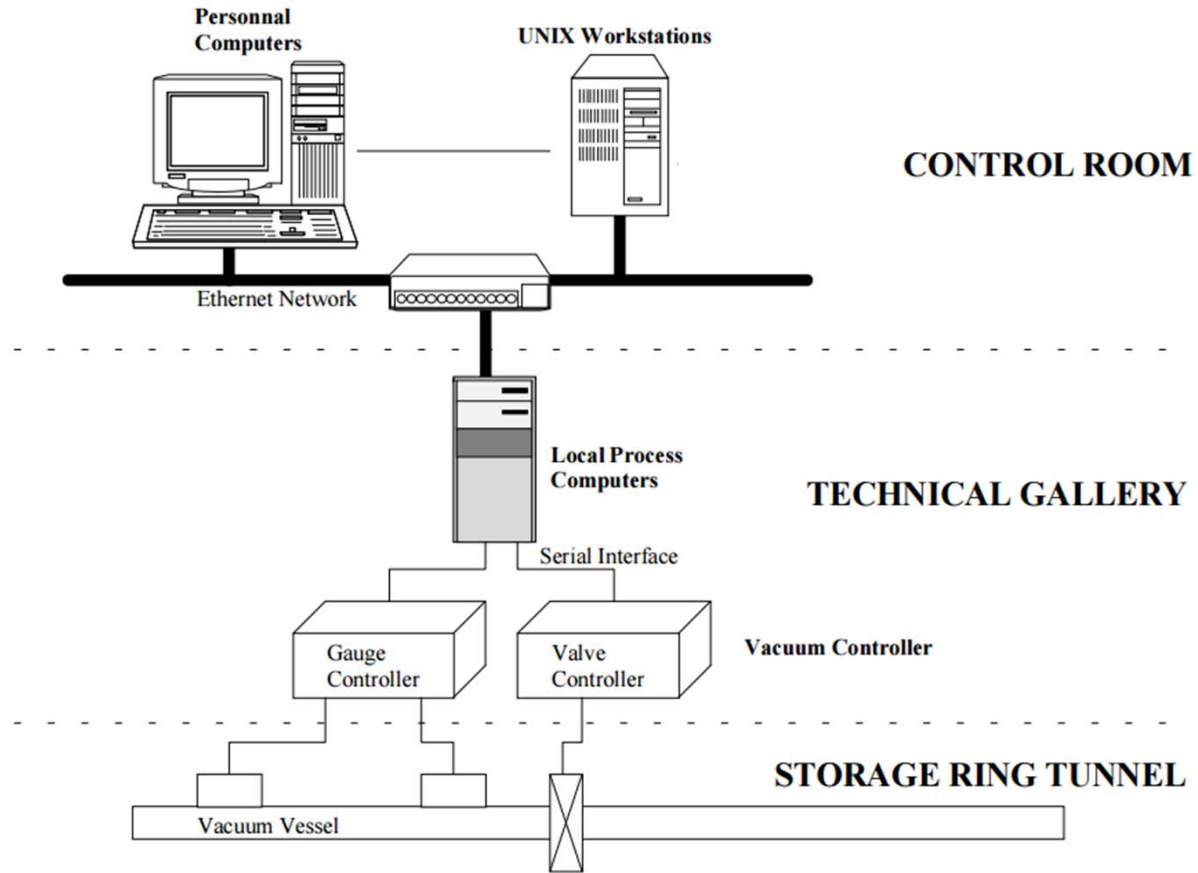 Personnal
Computers
UNIX Workstations
CONTROL ROOM
Ethernet Network
Local Process
Computers
TECHNICAL GALLERY
Serial Interface
Gauge
Controller
Valve
Controller
Vacuum Controller
STORAGE RING TUNNEL
Vacuum Vessel